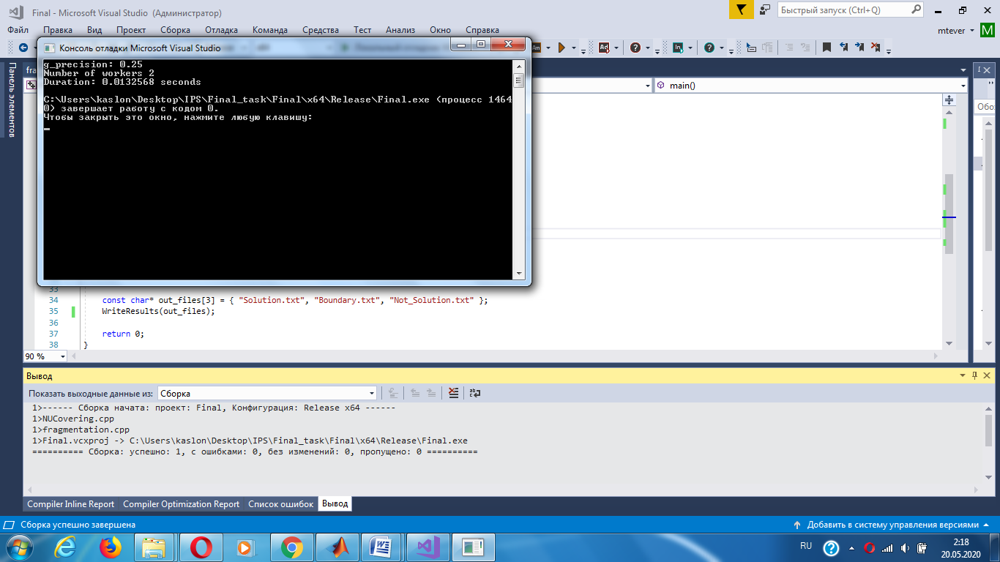 Final - Microsoft Visual Studio (Администратор)
Быстрый запуск (Ctrl+Q)
Файл Правка Вид Проект Сборка Отладка Команда Средства Тест Анализ Окно Справка
mtever M
Консоль отладки Microsoft Visual Studio
g_precision: 0.25
Number of workers 2
Duration: 0.0132568 seconds
C:\Users\kaslon\Desktop\IPS\Final_task\Final\x64\Release\Final.exe (процесс 1464
0) завершает работу с кодом 0.
Чтобы закрыть это окно, нажмите любую клавишу:
Панель элементов
fra
main()
Обо
33
34 const char* out_files[3] = { "Solution.txt", "Boundary.txt", "Not_Solution.txt" };
35 WriteResults(out_files);
36
37 return 0;
38 }
90 %
Вывод
Показать выходные данные из: Сборка
1>------ Сборка начата: проект: Final, Конфигурация: Release x64 ------
1>NUCovering.cpp
1>fragmentation.cpp
1>Final.vcxproj -> C:\Users\kaslon\Desktop\IPS\Final_task\Final\x64\Release\Final.exe
========== Сборка: успешно: 1, с ошибками: 0, без изменений: 0, пропущено: 0 ==========
Compiler Inline Report Compiler Optimization Report Список ошибок Вывод
Сборка успешно завершена
Добавить в систему управления версиями
RU
2:18
20.05.2020